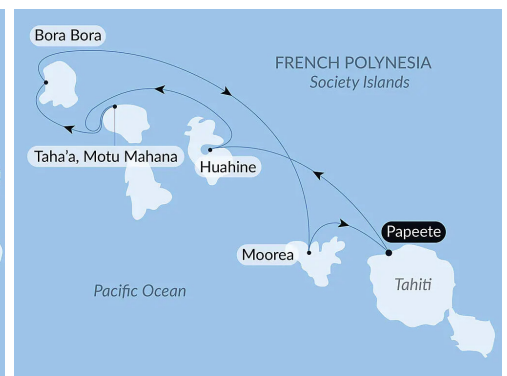 Bora Bora
FRENCH POLYNESIA
Society Islands
Taha'a, Motu Mahana
Huahine
Papeete
Moorea
Tahiti
Pacific Ocean